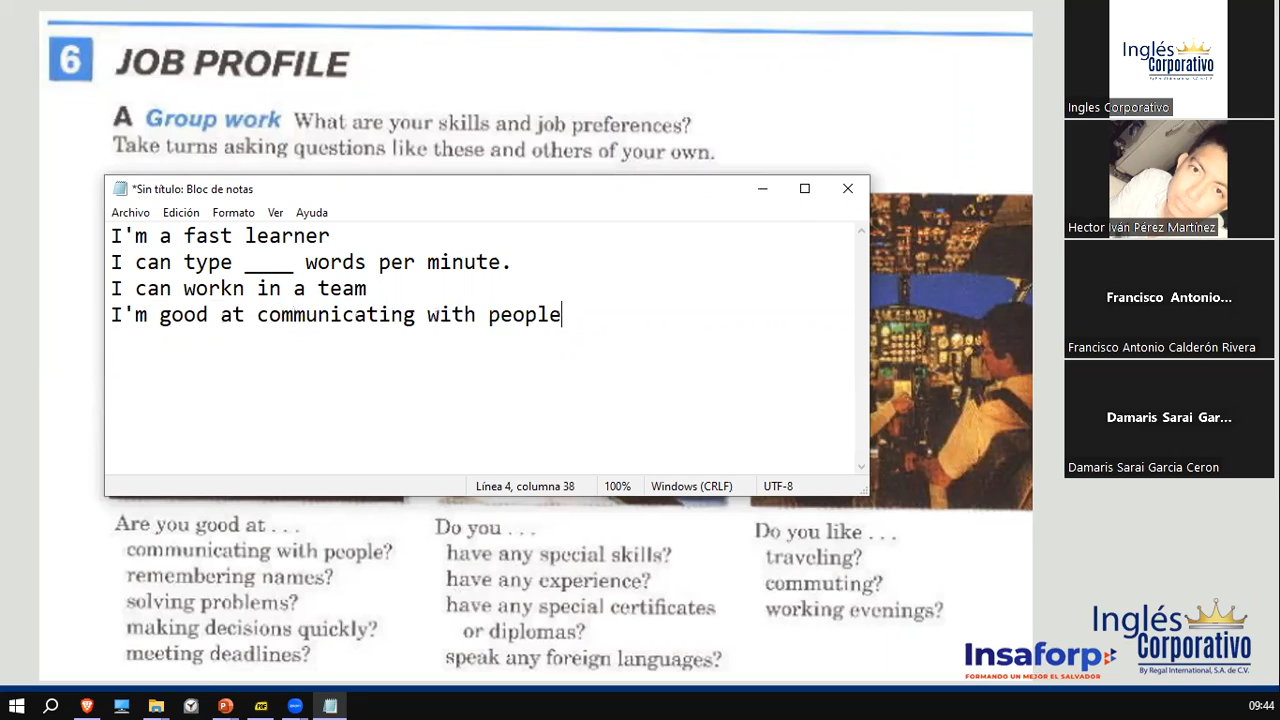 6 JOB PROFILE
A Group work What are your skills and job preferences?
Take turns asking questions like these and others of your own.
*Sin título: Bloc de notas
Archivo Edición Formato Ver Ayuda
I'm a fast learner
I can type ____ words per minute.
I can workn in a team
I'm good at communicating with people
Línea 4, columna 38 100% Windows (CRLF) UTF-8
Are you good at . . .
communicating with people?
remembering names?
solving problems?
making decisions quickly?
meeting deadlines?
Do you . . .
have any special skills?
have any experience?
have any special certificates
or diplomas?
speak any foreign languages?
Do you like . . .
traveling?
commuting?
working evenings?
Insaforp
FORMANDO UN MEJOR EL SALVADOR
Inglés
Corporativo
By Regal International, S.A. de C.V.
Inglés
Corporativo
Ingles Corporativo
Hector Iván Pérez Martínez
Francisco Antonio...
Francisco Antonio Calderón Rivera
Damaris Sarai Gar...
Damaris Sarai Garcia Ceron
09:44